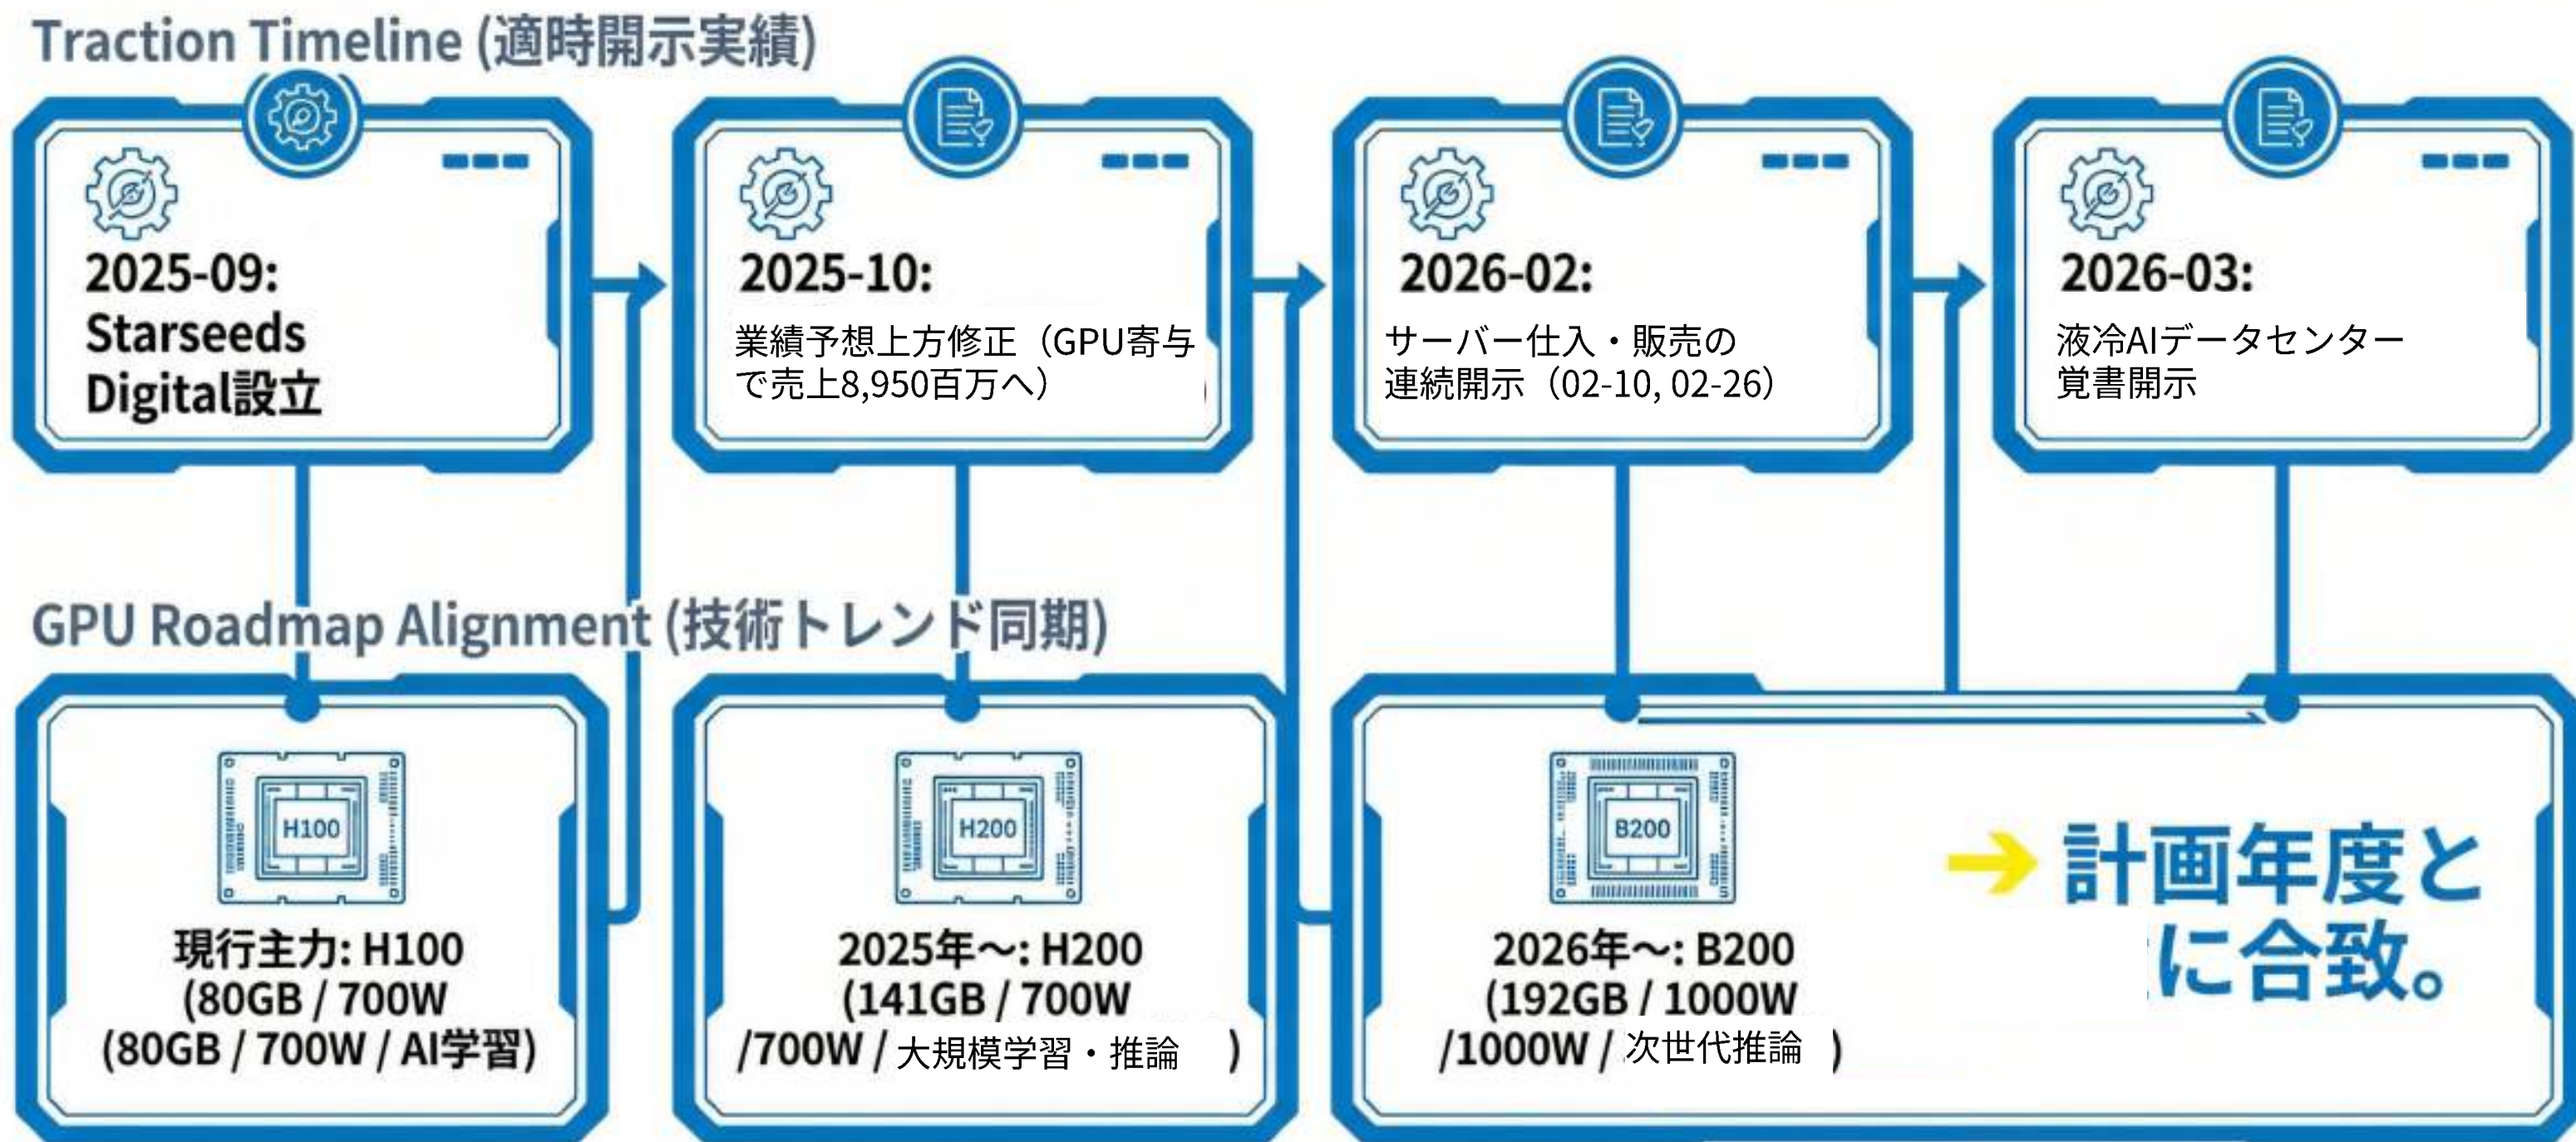 Traction Timeline (適時開示実績)
2025-09:
Starseeds
Digital設立
2025-10:
業績予想上方修正（GPU寄与
で売上8,950百万へ）
2026-02:
サーバー仕入・販売の
連続開示（02-10, 02-26）
2026-03:
液冷AIデータセンター
覚書開示
GPU Roadmap Alignment (技術トレンド同期)
H100
現行主力: H100
(80GB / 700W
(80GB / 700W / AI学習)
H200
2025年～: H200
(141GB / 700W
/700W / 大規模学習・推論 )
B200
2026年～: B200
(192GB / 1000W
/1000W / 次世代推論 )
計画年度と
に合致。